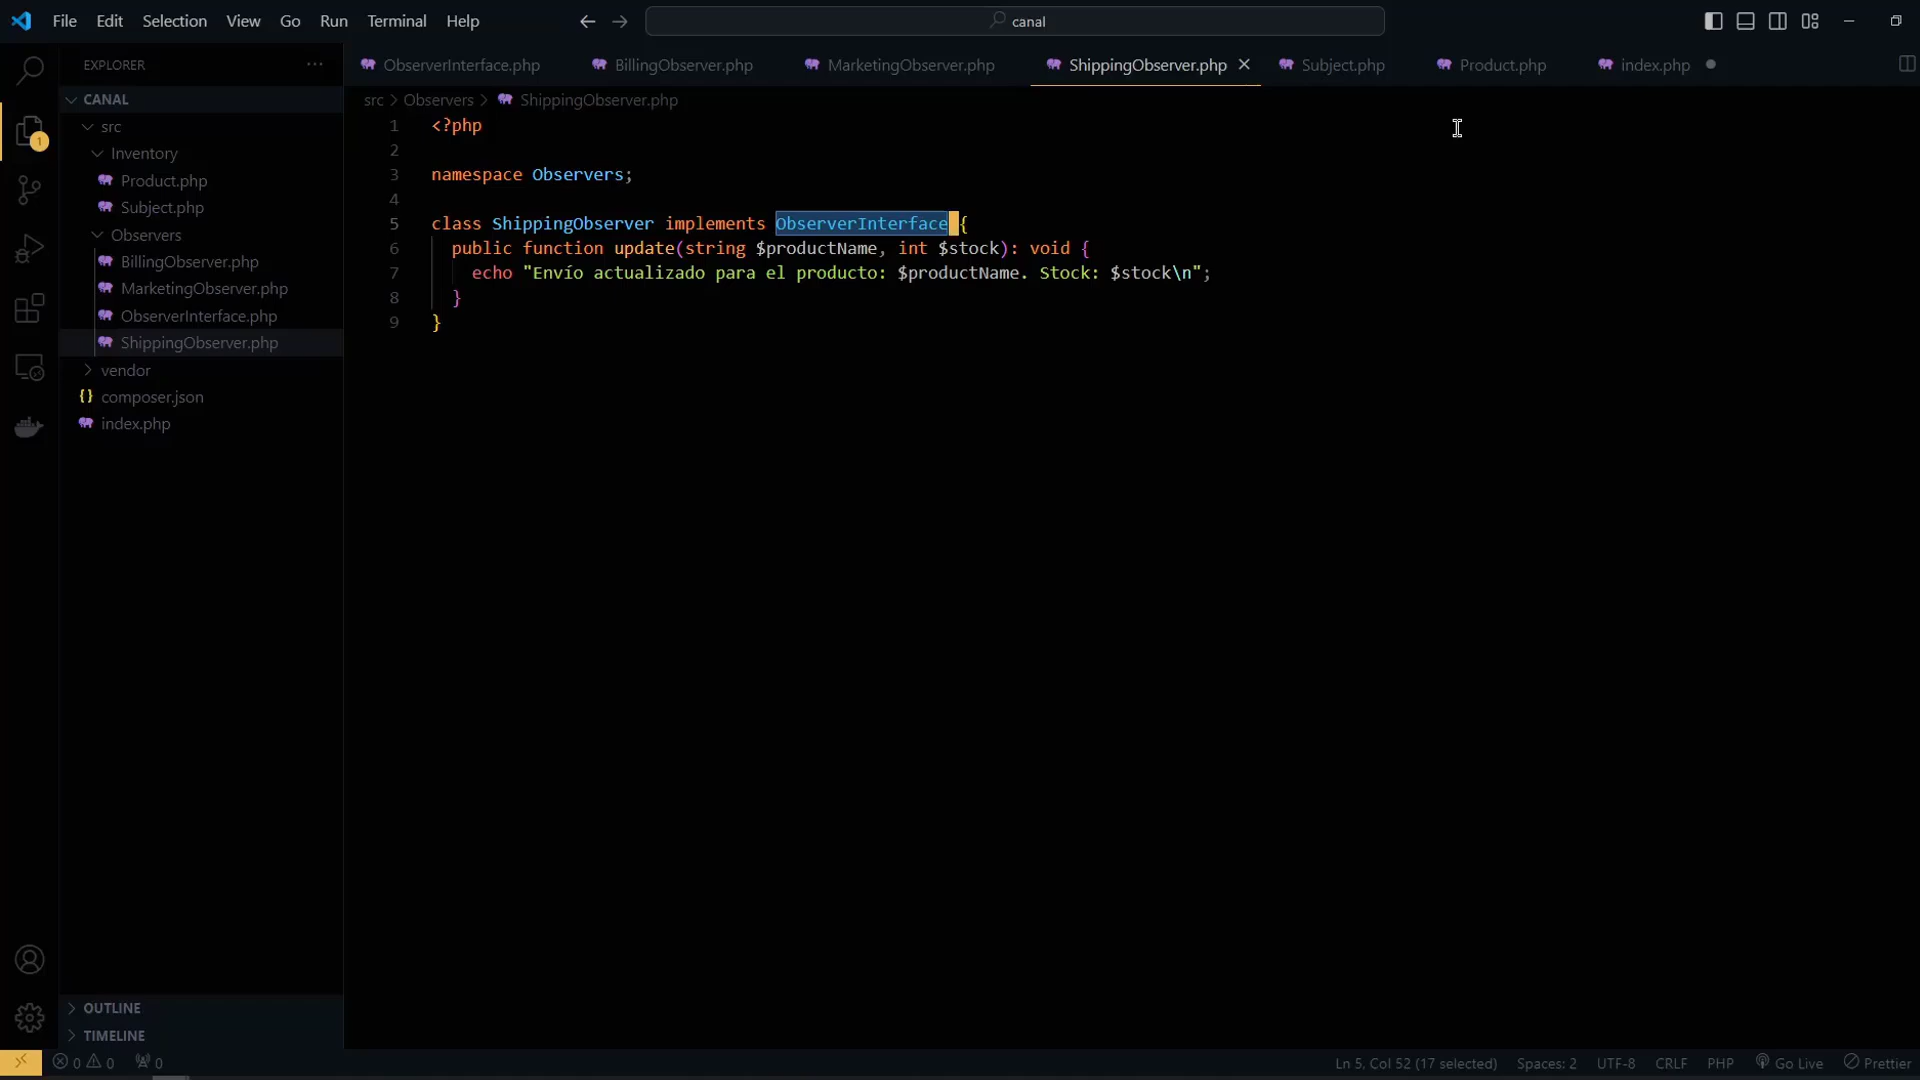 File Edit Selection View Go Run Terminal Help
canal
EXPLORER
CANAL
src
Inventory
Product.php
Subject.php
Observers
BillingObserver.php
MarketingObserver.php
ObserverInterface.php
ShippingObserver.php
vendor
{} composer.json
index.php
OUTLINE
TIMELINE
1
ObserverInterface.php BillingObserver.php MarketingObserver.php ShippingObserver.php Subject.php Product.php index.php
src > Observers > ShippingObserver.php
1 <?php
2
3 namespace Observers;
4
5 class ShippingObserver implements ObserverInterface {
6 public function update(string $productName, int $stock): void {
7 echo "Envío actualizado para el producto: $productName. Stock: $stock\n";
8 }
9 }
0 0 0 Ln 5, Col 52 (17 selected) Spaces: 2 UTF-8 CRLF PHP Go Live Prettier